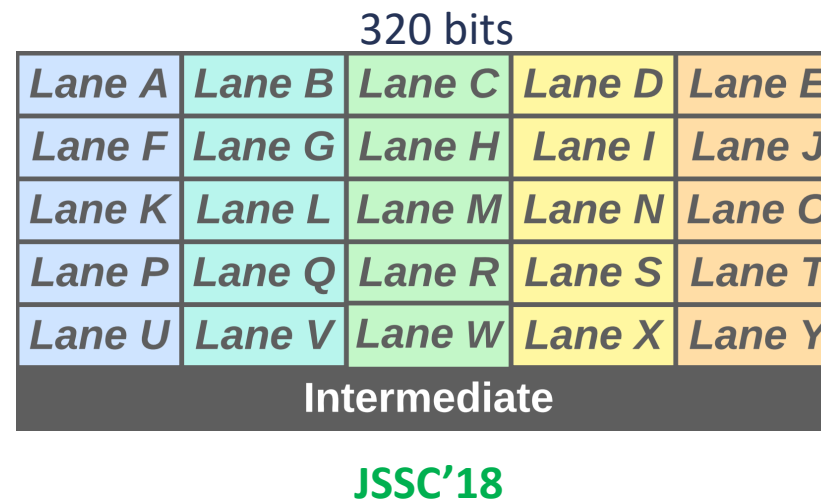 320 bits
Lane A Lane B Lane C Lane D Lane E
Lane F Lane G Lane H Lane I Lane J
Lane K Lane L Lane M Lane N Lane O
Lane P Lane Q Lane R Lane S Lane T
Lane U Lane V Lane W Lane X Lane Y
Intermediate
JSSC’18